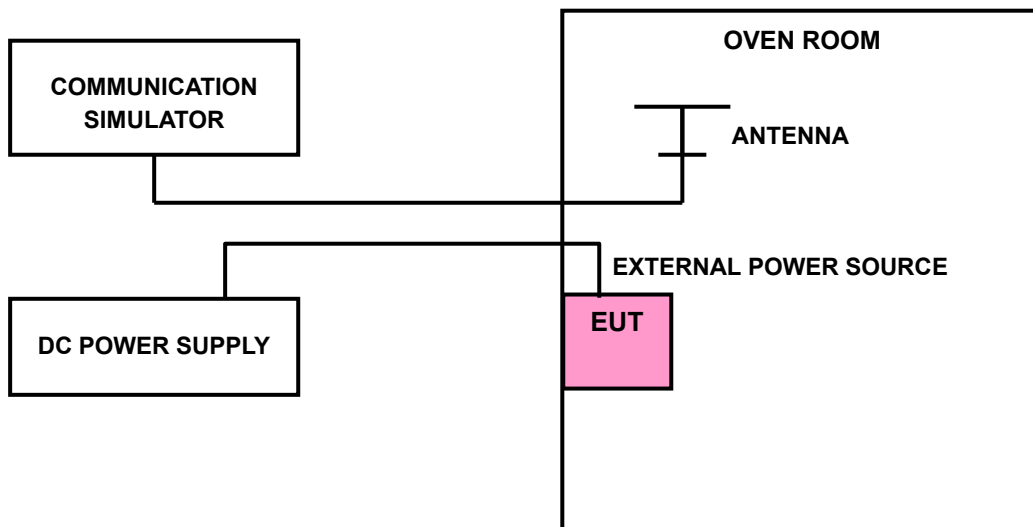 OVEN ROOM
COMMUNICATION
SIMULATOR
ANTENNA
EXTERNAL POWER SOURCE
EUT
DC POWER SUPPLY